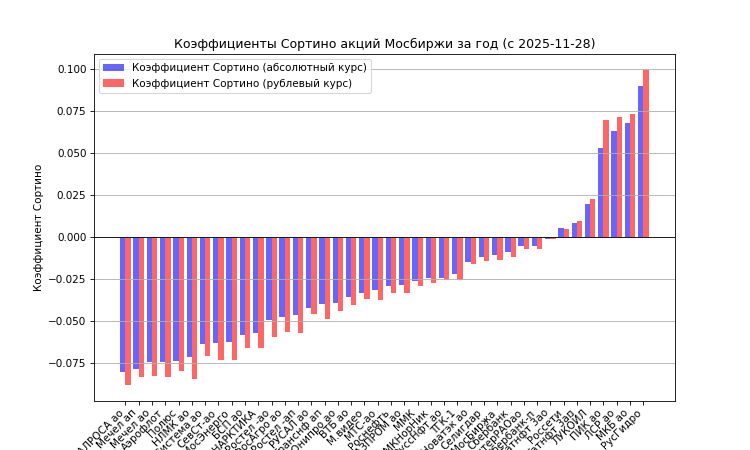 Коэффициенты Сортино акций Мосбиржи за год (с 2025-11-28)
Коэффициент Сортино (абсолютный курс)
Коэффициент Сортино (рублевый курс)
Коэффициент Сортино
0.100
0.075
0.050
0.025
0.000
−0.025
−0.050
−0.075
АЛРОСА ао
Мечел ап
Мечел ао
Аэрофлот
Полюс
НЛМК ао
Система ао
Севст-ао
БСП ао
Ростел -ао
Ростел -ап
РУСАЛ ао
ВТБ ао
М.видео
МТС-ао
Роснефть
ММК
ГМКНорНик
ТГК-1
Новатэк ао
Селигдар
Мосбиржа
Сбербанк
Россети
ЛУКОЙЛ
ПИК ао
ЛСР ао
МКБ ао
РусГидро